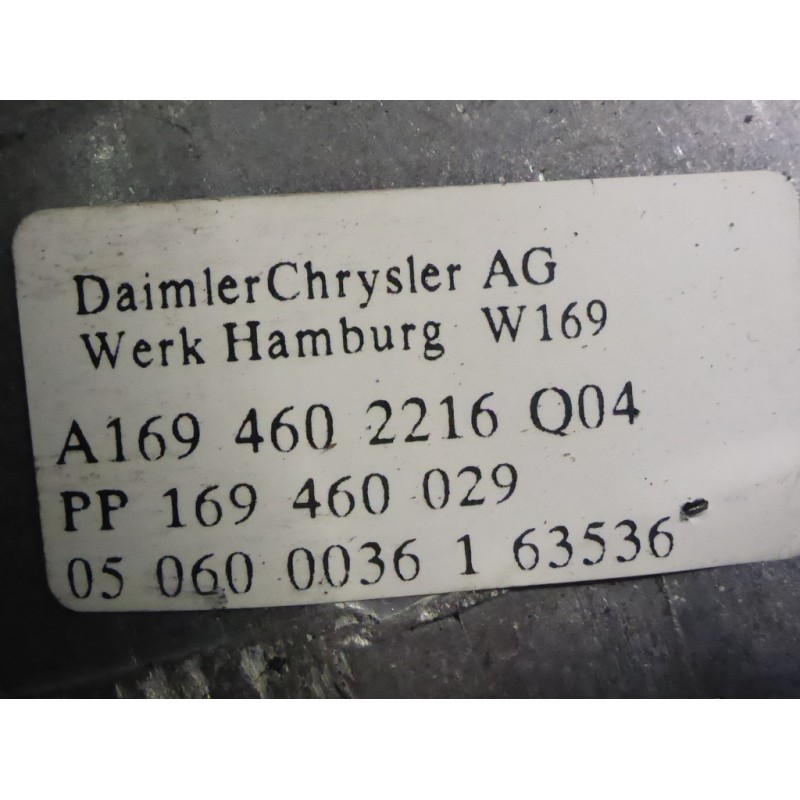 DaimlerChrysler AG
Werk Hamburg W169
A169 460 2216 Q04
PP 169 460 029
05 060 0036 1 63536